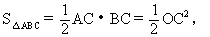 S△ABC = 1/2 AC • BC = 1/2 OC²,